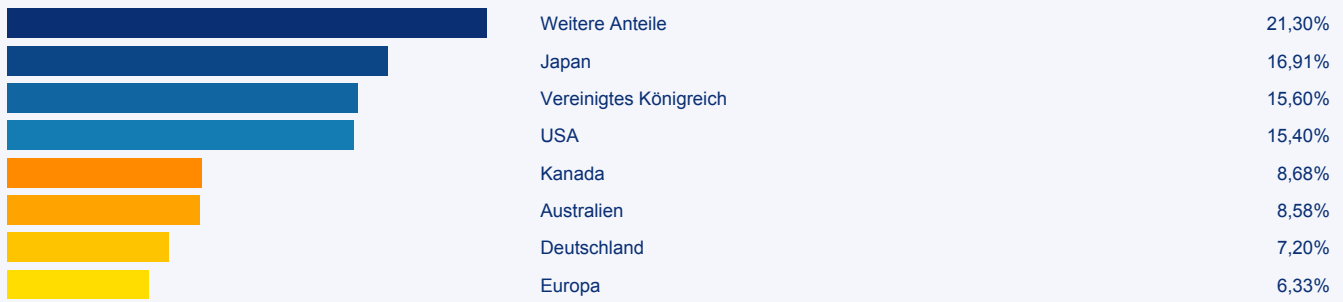 Weitere Anteile 21,30%
Japan 16,91%
Vereinigtes Königreich 15,60%
USA 15,40%
Kanada 8,68%
Australien 8,58%
Deutschland 7,20%
Europa 6,33%